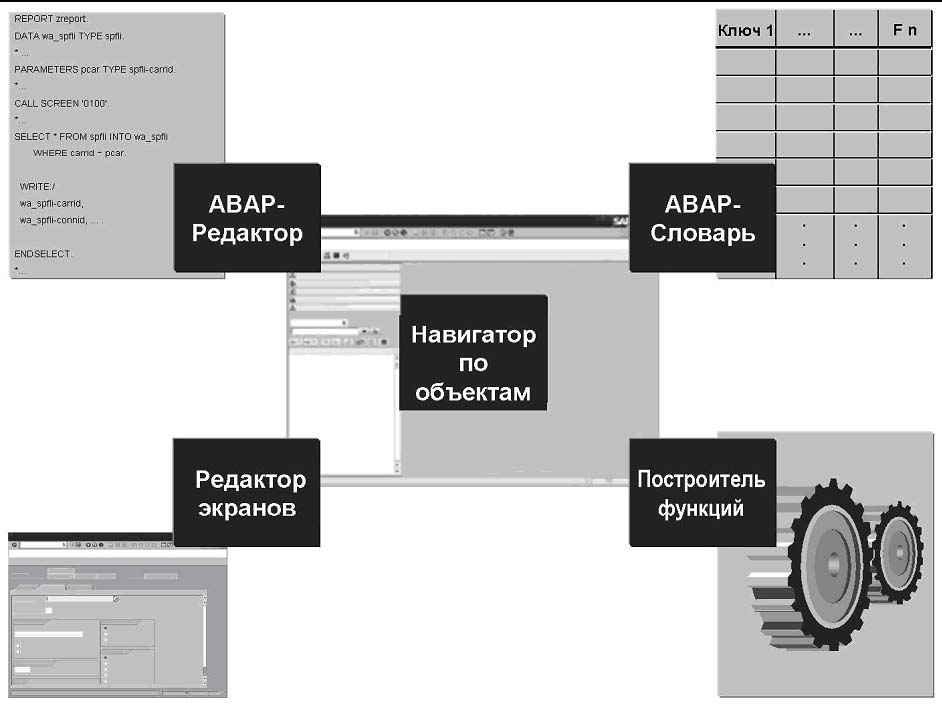 REPORT zreport.
DATA wa_spfli TYPE spfli.
* ...
PARAMETERS pcar TYPE spfli-carrid.
*...
CALL SCREEN '0100'.
*...
SELECT * FROM spfli INTO wa_spfli
WHERE carrid = pcar.
WRITE:/
wa_spfli-carrid,
wa_spfli-connid, ... .
ENDSELECT.
*...
Ключ 1 ... ... F n
ABAP-
Редактор
ABAP-
Словарь
SAP
Навигатор
по
объектам
Редактор
экранов
Построитель
функций